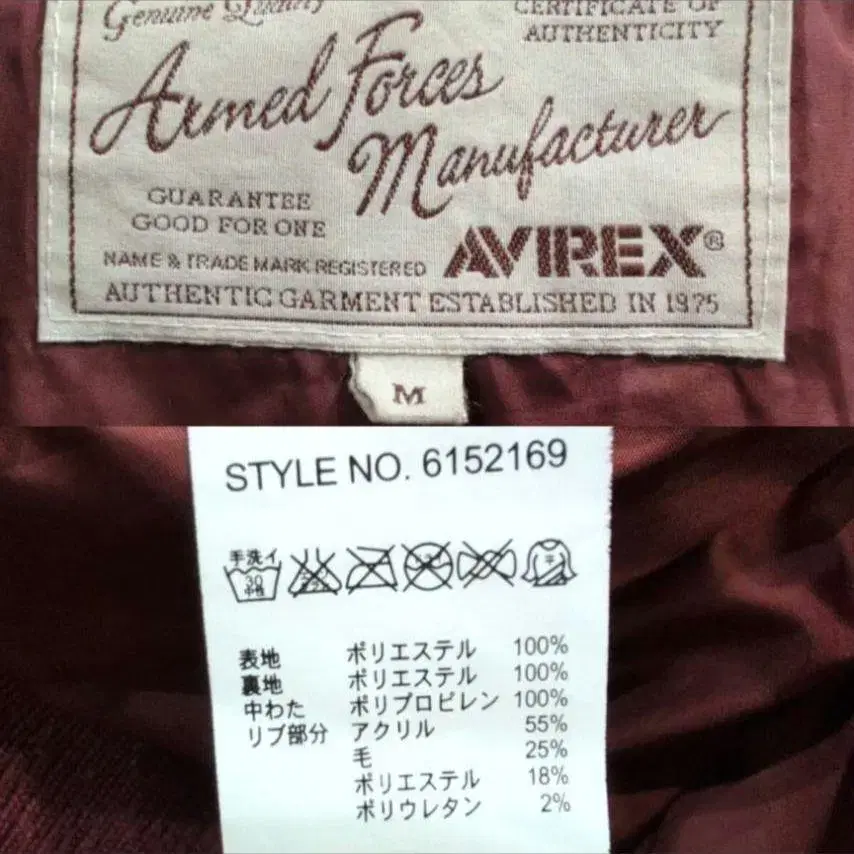 Genuine Quality
CERTIFICATE OF
AUTHENTICITY
Armed Forces
Manufacturer
GUARANTEE
GOOD FOR ONE
NAME & TRADE MARK REGISTERED
AVIREX®
AUTHENTIC GARMENT ESTABLISHED IN 1975
M
STYLE NO. 6152169
手洗イ
30
中性
平
表地 ポリエステル 100%
裏地 ポリエステル 100%
中わた ポリプロピレン 100%
リブ部分 アクリル 55%
毛 25%
ポリエステル 18%
ポリウレタン 2%